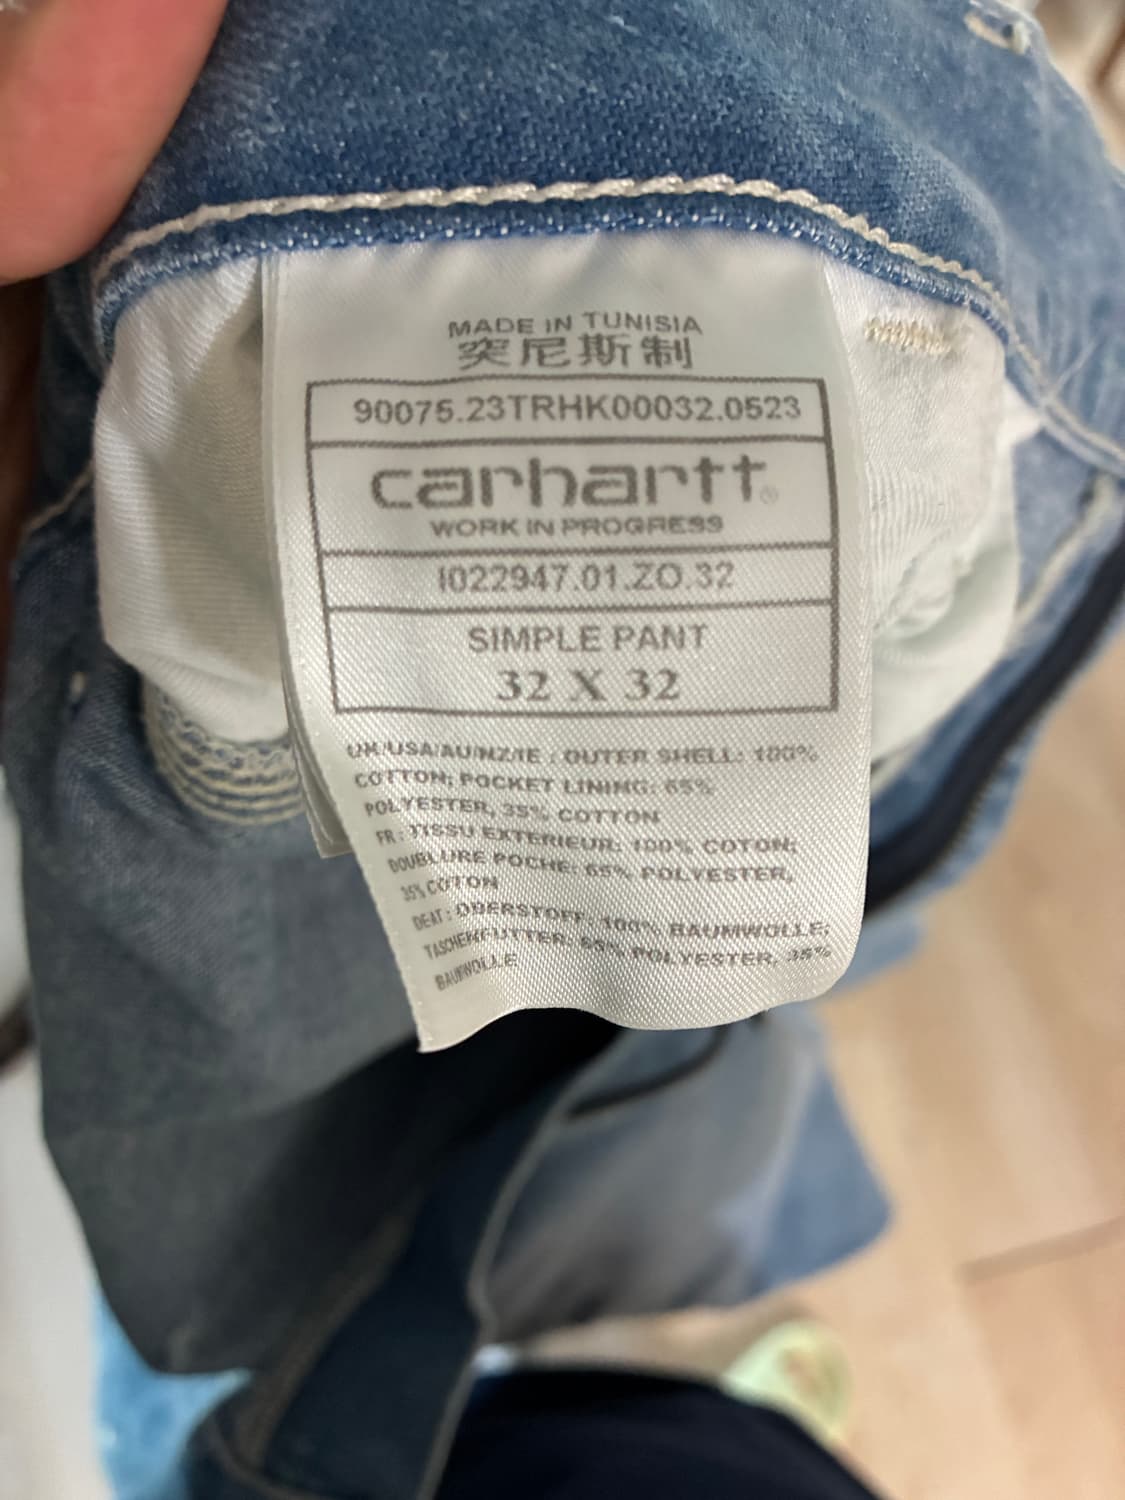 MADE IN TUNISIA
突尼斯制
90075.23TRHK00032.0523
carhartt®
WORK IN PROGRESS
I022947.01.ZO.32
SIMPLE PANT
32 X 32
UK/USA/AU/NZ/IE : OUTER SHELL: 100%
COTTON; POCKET LINING: 65%
POLYESTER, 35% COTTON
FR : TISSU EXTERIEUR: 100% COTON;
DOUBLURE POCHE: 65% POLYESTER,
35% COTON
DE/AT : OBERSTOFF: 100% BAUMWOLLE;
TASCHENFUTTER: 65% POLYESTER, 35%
BAUMWOLLE